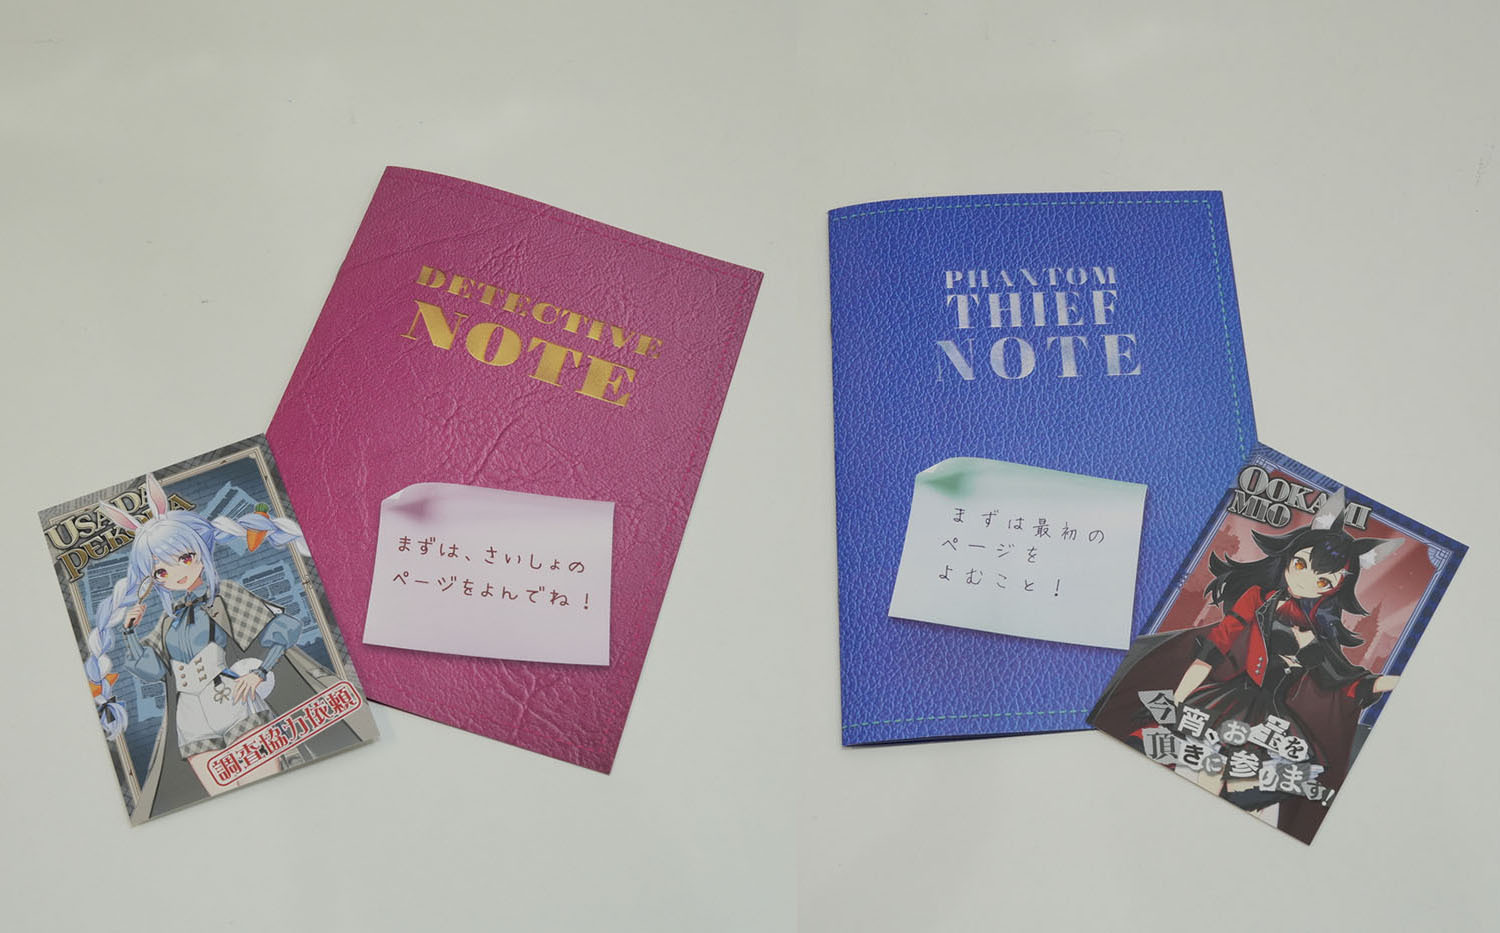 DETECTIVE
NOTE
まずは、さいしょの
ページをよんでね！
USADA
PEKORA
調査協力依頼
PHANTOM
THIEF
NOTE
まずは最初の
ページを
よむこと！
OOKAMI
MIO
今宵、お宝を
頂きに参ります！